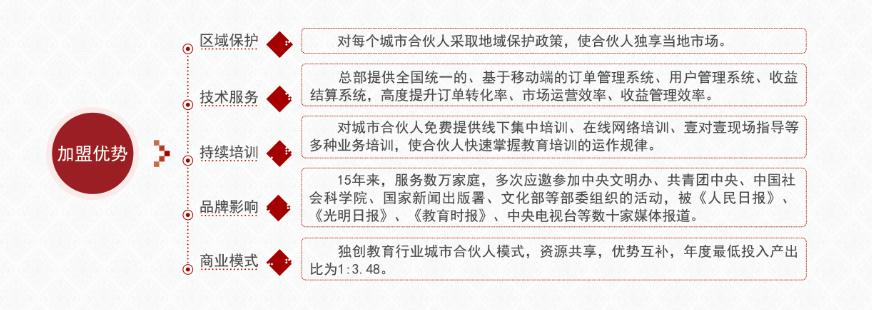 加盟优势
区域保护
对每个城市合伙人采取地域保护政策，使合伙人独享当地市场。
技术服务
总部提供全国统一的、基于移动端的订单管理系统、用户管理系统、收益
结算系统，高度提升订单转化率、市场运营效率、收益管理效率。
持续培训
对城市合伙人免费提供线下集中培训、在线网络培训、壹对壹现场指导等
多种业务培训，使合伙人快速掌握教育培训的运作规律。
品牌影响
15年来，服务数万家庭，多次应邀参加中央文明办、共青团中央、中国社
会科学院、国家新闻出版署、文化部等部委组织的活动，被《人民日报》、
《光明日报》、《教育时报》、中央电视台等数十家媒体报道。
商业模式
独创教育行业城市合伙人模式，资源共享，优势互补，年度最低投入产出
比为1:3.48。